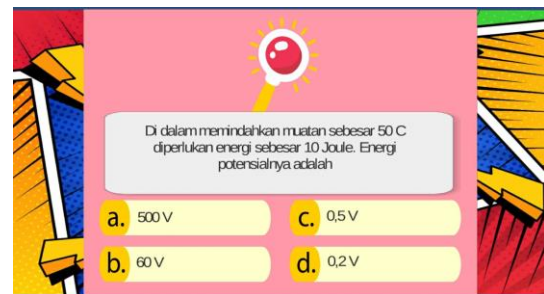 Di dalam memindahkan muatan sebesar 50 C
diperlukan energi sebesar 10 Joule. Energi
potensialnya adalah
a. 500 V
c. 0,5 V
b. 60 V
d. 0,2 V